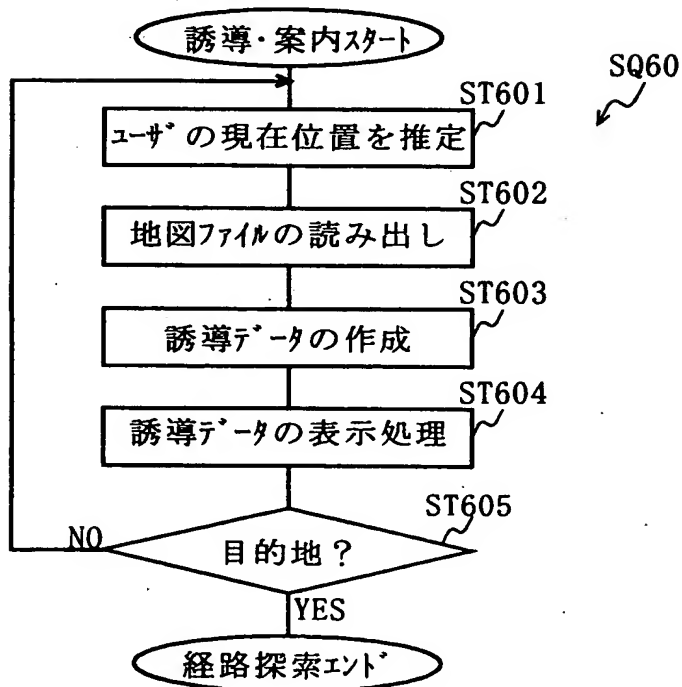 誘導・案内ｽﾀｰﾄ
SQ60
ST601
ﾕｰｻﾞの現在位置を推定
ST602
地図ﾌｧｲﾙの読み出し
ST603
誘導ﾃﾞｰﾀの作成
ST604
誘導ﾃﾞｰﾀの表示処理
ST605
NO
目的地？
YES
経路探索ｴﾝﾄﾞ